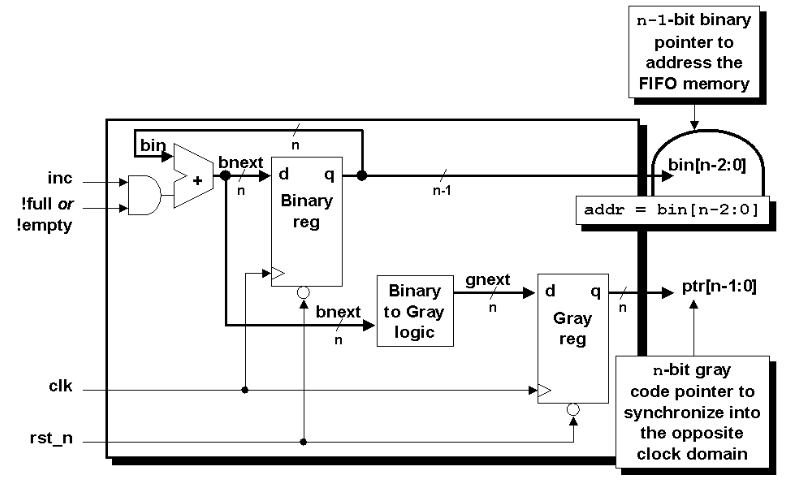 n-1-bit binary
pointer to
address the
FIFO memory
bin
n
bnext
n
d q
Binary
reg
+
inc
!full or
!empty
n-1
bin[n-2:0]
addr = bin[n-2:0]
bnext
n
Binary
to Gray
logic
gnext
n
d q
Gray
reg
n
ptr[n-1:0]
clk
rst_n
n-bit gray
code pointer to
synchronize into
the opposite
clock domain